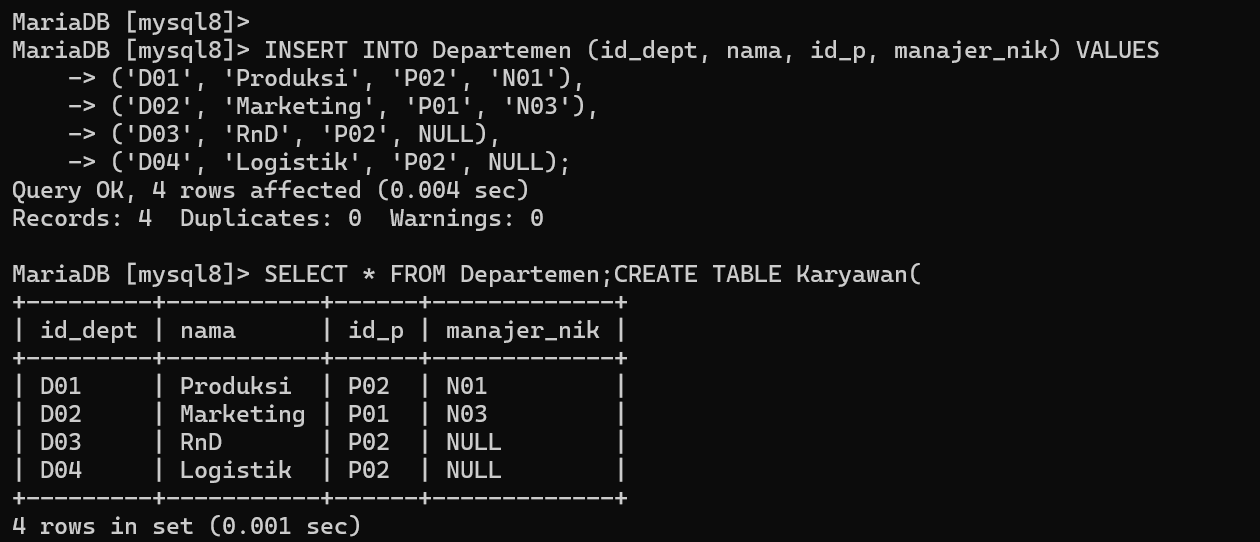 MariaDB [mysql8]>
MariaDB [mysql8]> INSERT INTO Departemen (id_dept, nama, id_p, manajer_nik) VALUES
    -> ('D01', 'Produksi', 'P02', 'N01'),
    -> ('D02', 'Marketing', 'P01', 'N03'),
    -> ('D03', 'RnD', 'P02', NULL),
    -> ('D04', 'Logistik', 'P02', NULL);
Query OK, 4 rows affected (0.004 sec)
Records: 4  Duplicates: 0  Warnings: 0

MariaDB [mysql8]> SELECT * FROM Departemen;CREATE TABLE Karyawan(
+---------+-----------+------+-------------+
| id_dept | nama      | id_p | manajer_nik |
+---------+-----------+------+-------------+
| D01     | Produksi  | P02  | N01         |
| D02     | Marketing | P01  | N03         |
| D03     | RnD       | P02  | NULL        |
| D04     | Logistik  | P02  | NULL        |
+---------+-----------+------+-------------+
4 rows in set (0.001 sec)